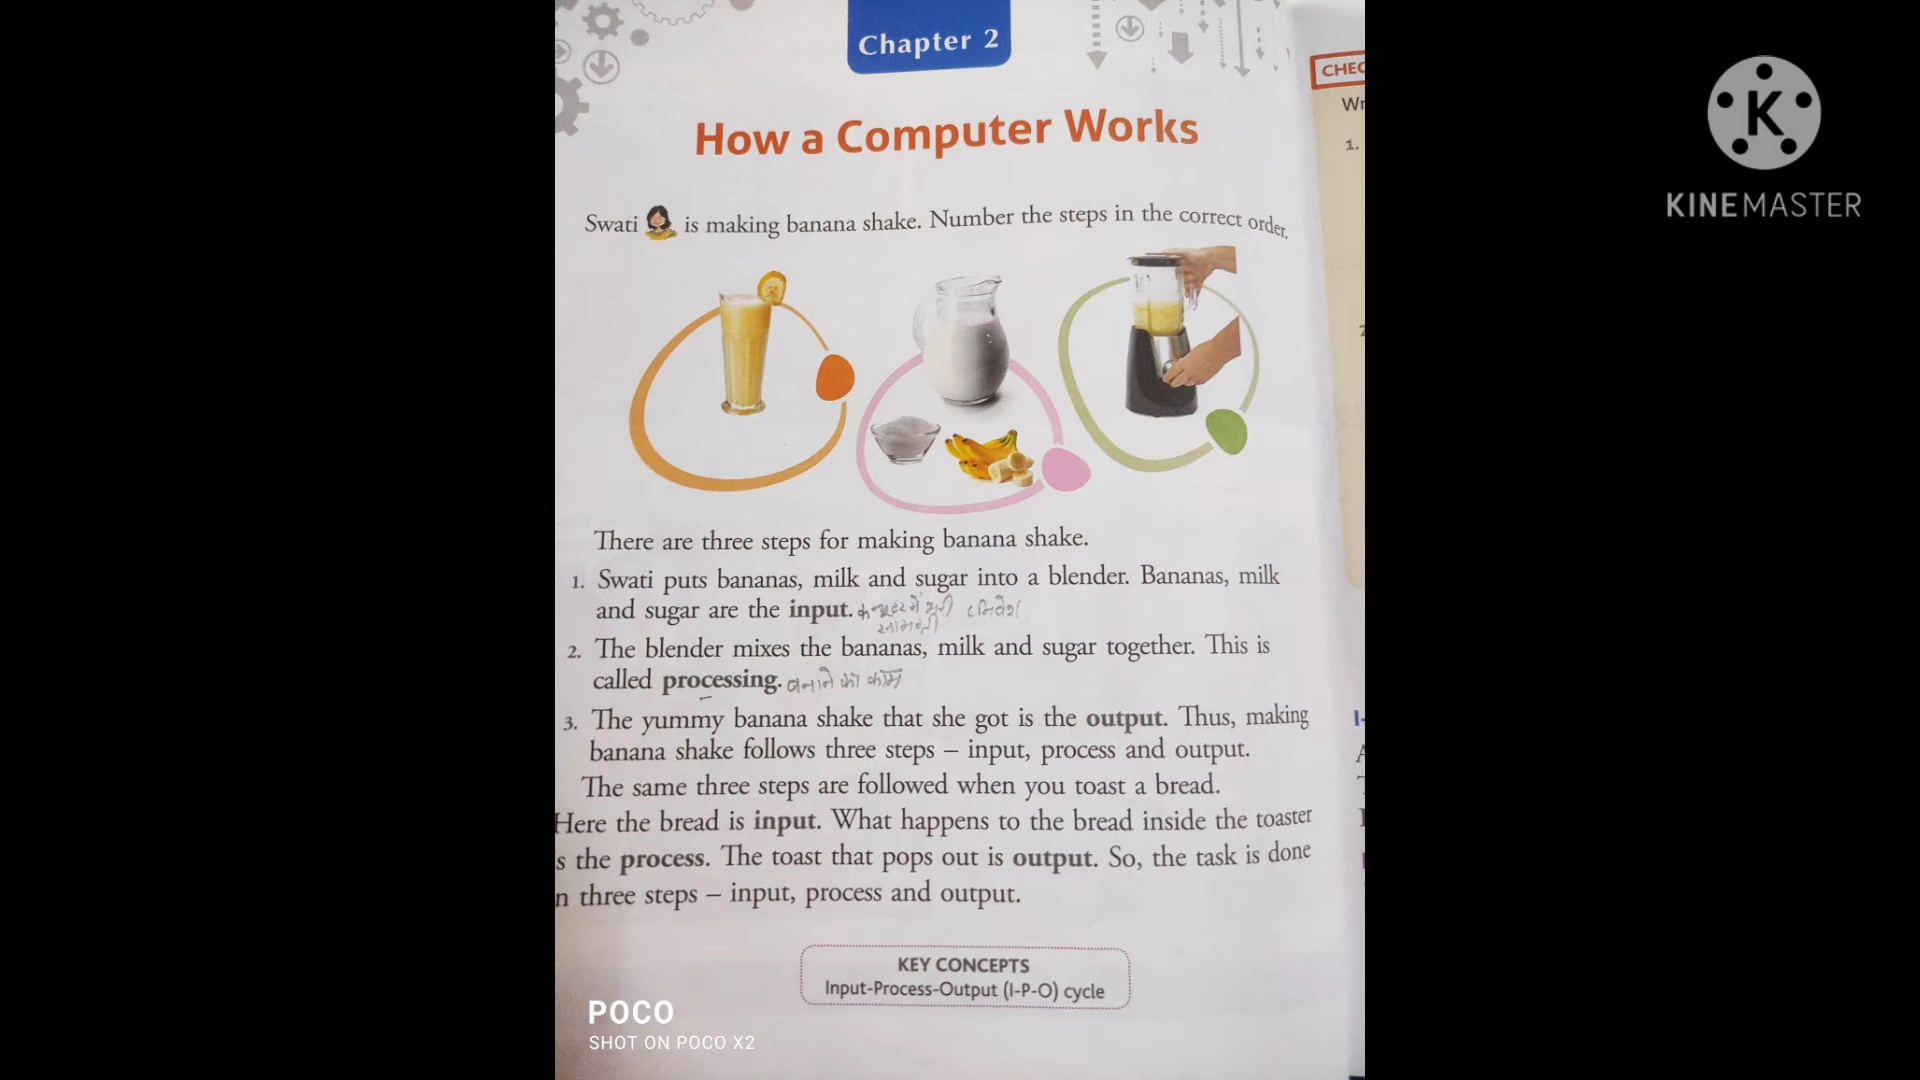 Chapter 2
CHEC
Wr
1.
How a Computer Works
KINEMASTER
Swati is making banana shake. Number the steps in the correct order.
There are three steps for making banana shake.
1. Swati puts bananas, milk and sugar into a blender. Bananas, milk
and sugar are the input.
2. The blender mixes the bananas, milk and sugar together. This is
called processing. बनाने को काम
3. The yummy banana shake that she got is the output. Thus, making
banana shake follows three steps – input, process and output.
The same three steps are followed when you toast a bread.
Here the bread is input. What happens to the bread inside the toaster
s the process. The toast that pops out is output. So, the task is done
n three steps – input, process and output.
KEY CONCEPTS
Input-Process-Output (I-P-O) cycle
POCO
SHOT ON POCO X2